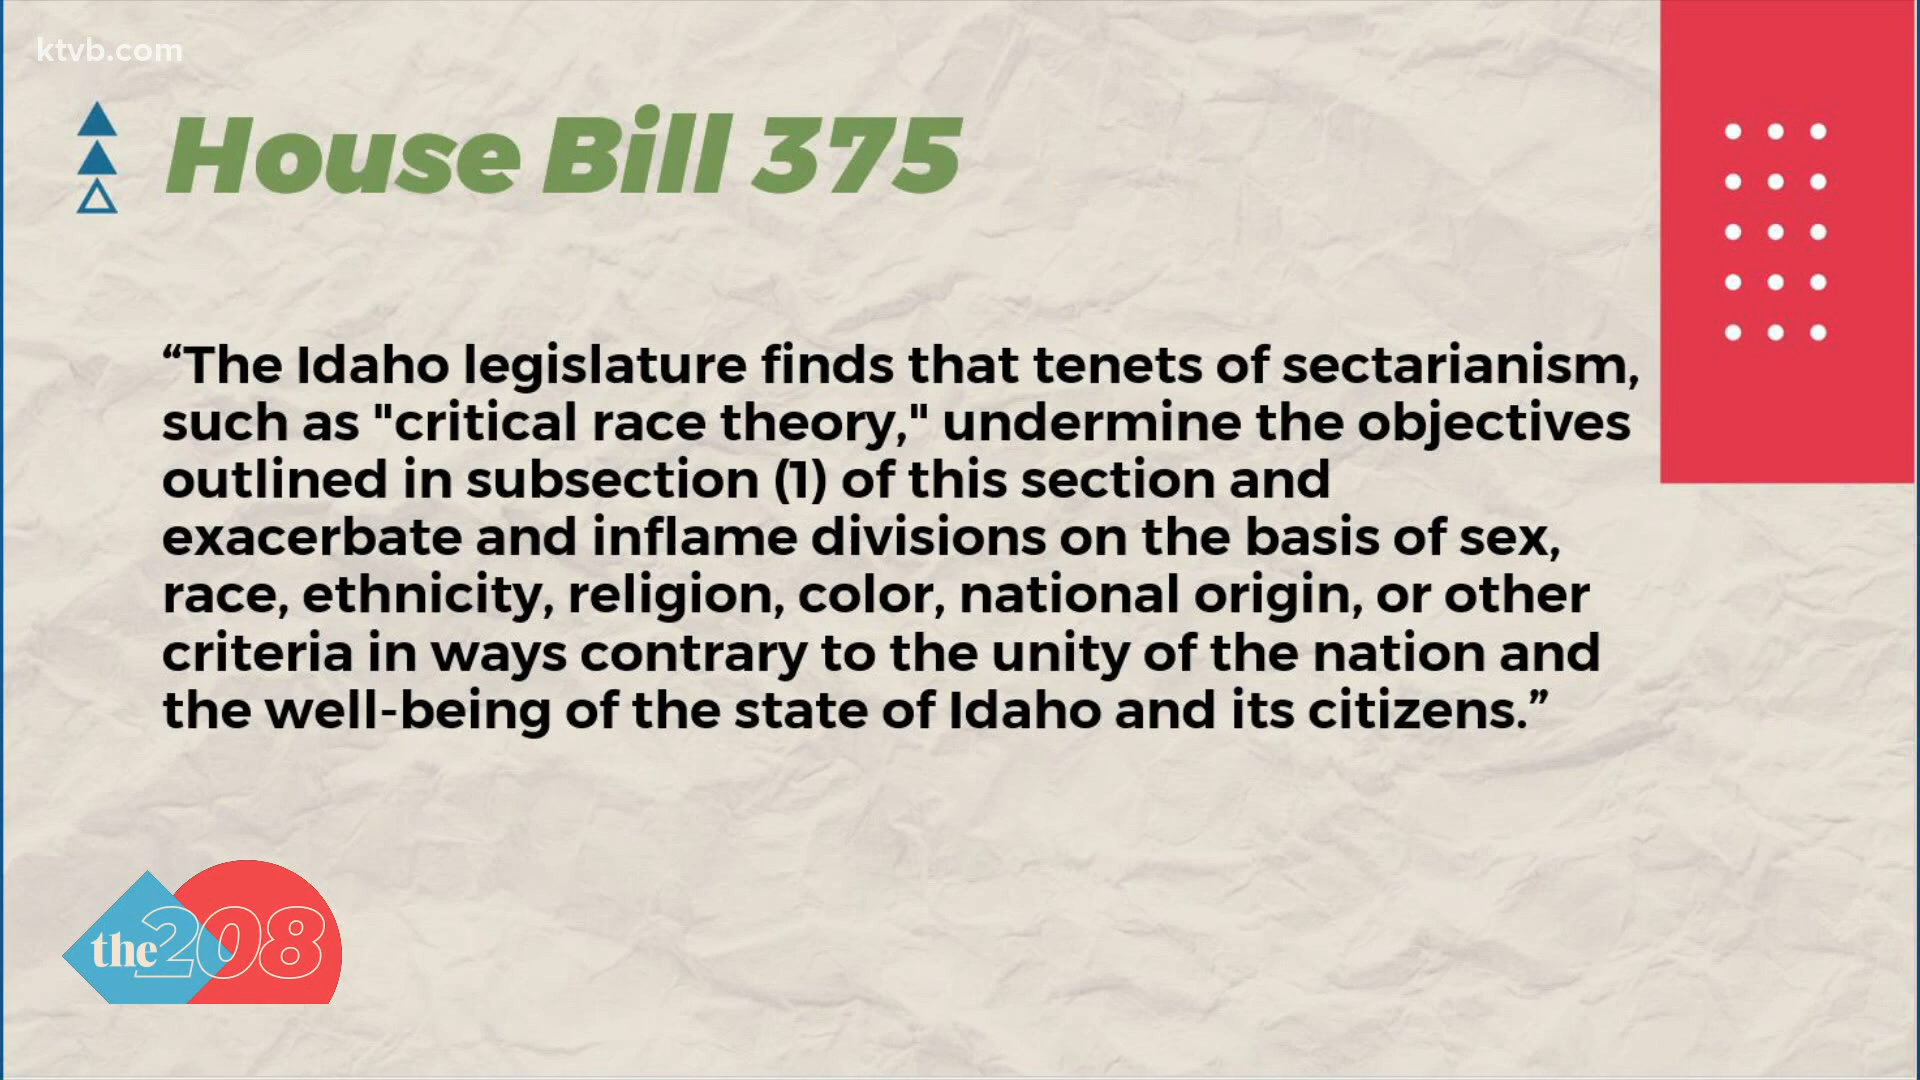 ktvb.com
House Bill 375
“The Idaho legislature finds that tenets of sectarianism,
such as "critical race theory," undermine the objectives
outlined in subsection (1) of this section and
exacerbate and inflame divisions on the basis of sex,
race, ethnicity, religion, color, national origin, or other
criteria in ways contrary to the unity of the nation and
the well-being of the state of Idaho and its citizens.”
the 208